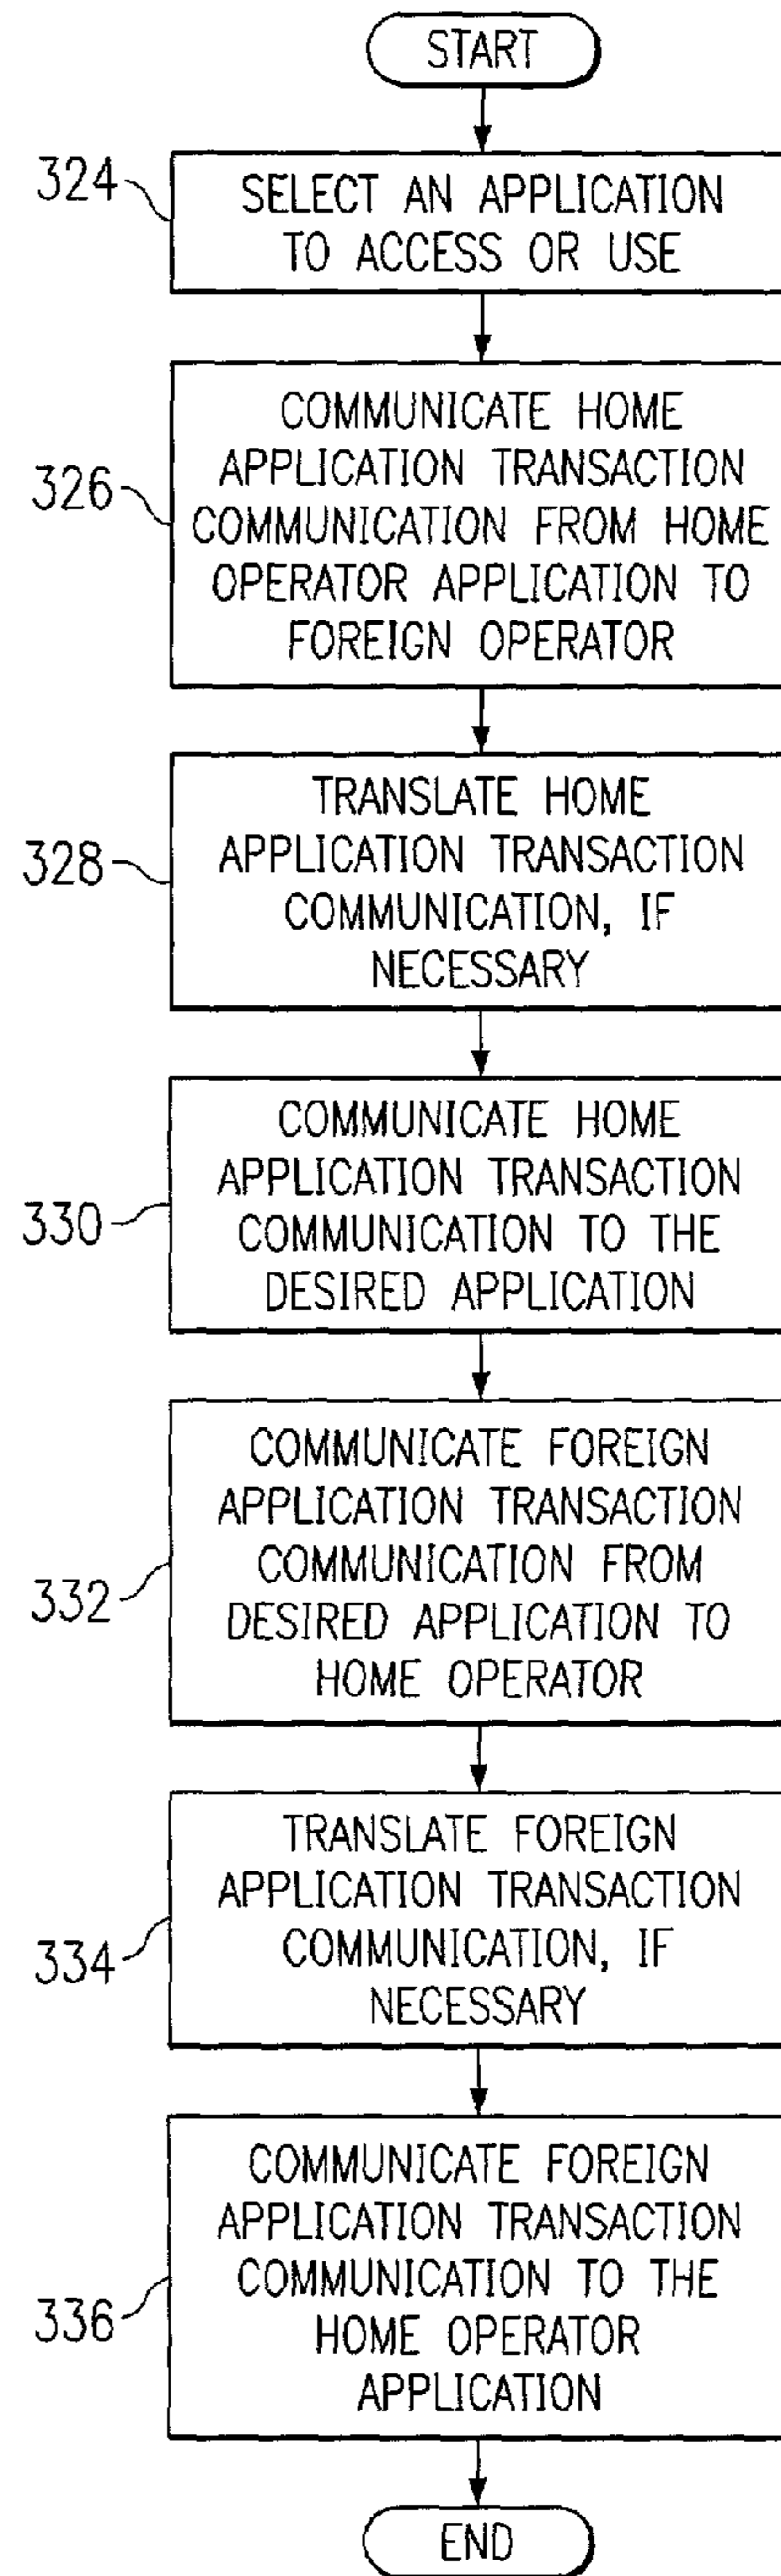 START
324
SELECT AN APPLICATION
TO ACCESS OR USE
326
COMMUNICATE HOME
APPLICATION TRANSACTION
COMMUNICATION FROM HOME
OPERATOR APPLICATION TO
FOREIGN OPERATOR
328
TRANSLATE HOME
APPLICATION TRANSACTION
COMMUNICATION, IF
NECESSARY
330
COMMUNICATE HOME
APPLICATION TRANSACTION
COMMUNICATION TO THE
DESIRED APPLICATION
332
COMMUNICATE FOREIGN
APPLICATION TRANSACTION
COMMUNICATION FROM
DESIRED APPLICATION TO
HOME OPERATOR
334
TRANSLATE FOREIGN
APPLICATION TRANSACTION
COMMUNICATION, IF
NECESSARY
336
COMMUNICATE FOREIGN
APPLICATION TRANSACTION
COMMUNICATION TO THE
HOME OPERATOR
APPLICATION
END